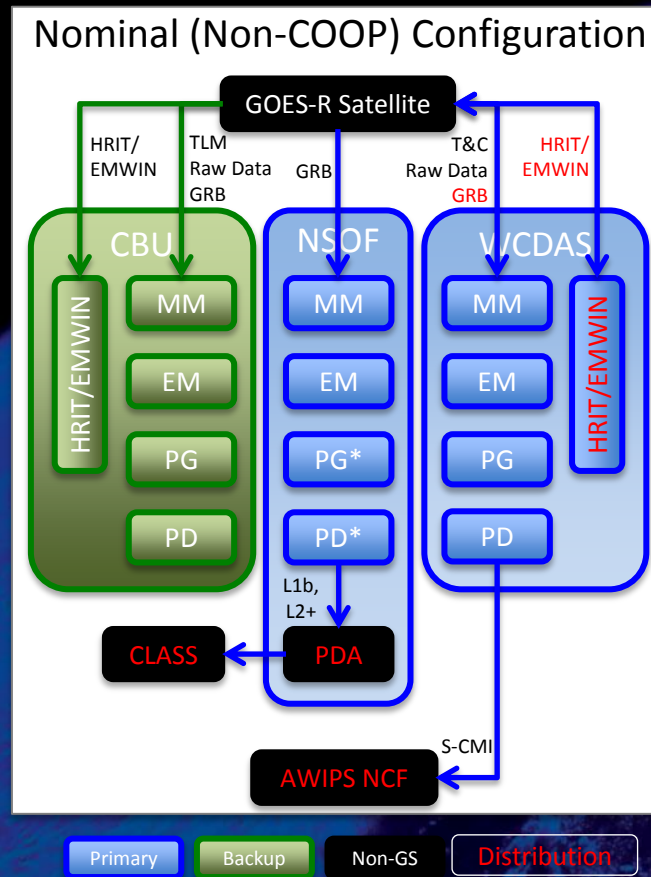 Nominal (Non-COOP) Configuration
GOES-R Satellite
HRIT/
EMWIN
TLM
Raw Data
GRB
GRB
T&C
Raw Data
GRB
HRIT/
EMWIN
CBU
NSOF
WCDAS
HRIT/EMWIN
MM
EM
PG
PD
MM
EM
PG*
PD*
MM
EM
PG
PD
HRIT/EMWIN
L1b,
L2+
CLASS
PDA
S-CMI
AWIPS NCF
Primary
Backup
Non-GS
Distribution